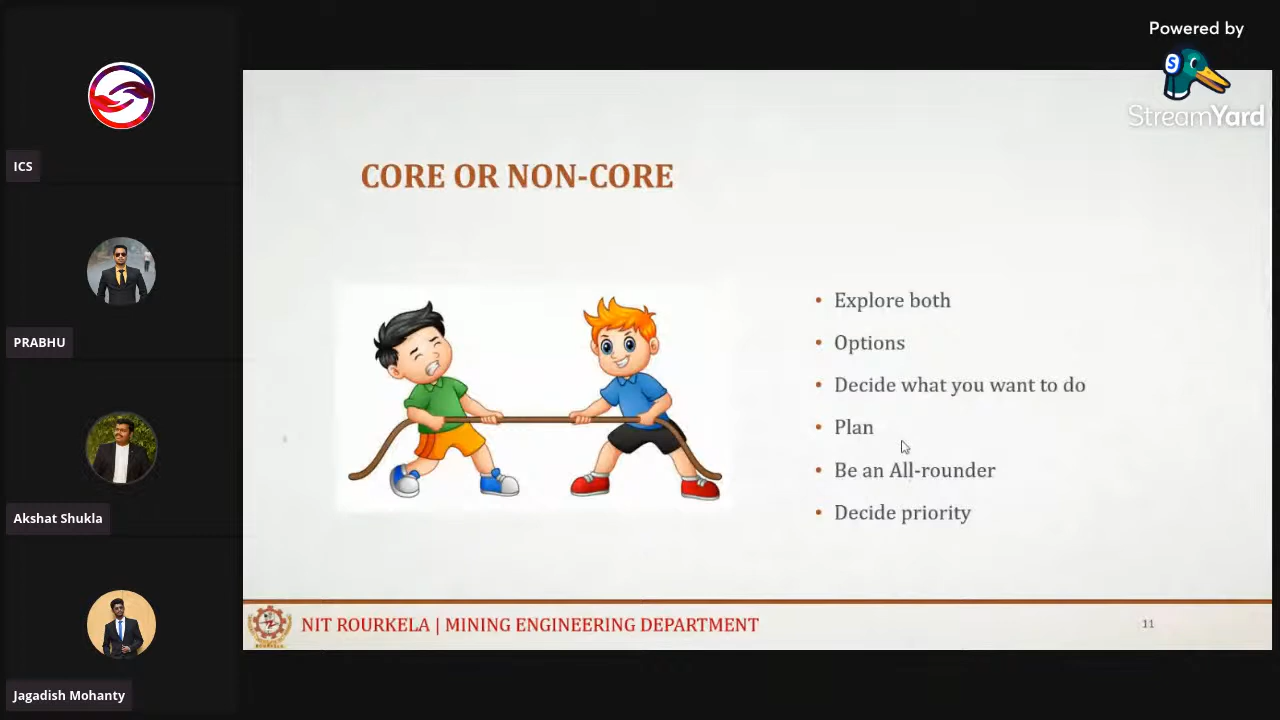 Powered by
StreamYard
ICS
PRABHU
Akshat Shukla
Jagadish Mohanty
CORE OR NON-CORE
• Explore both
• Options
• Decide what you want to do
• Plan
• Be an All-rounder
• Decide priority
NIT ROURKELA | MINING ENGINEERING DEPARTMENT
11